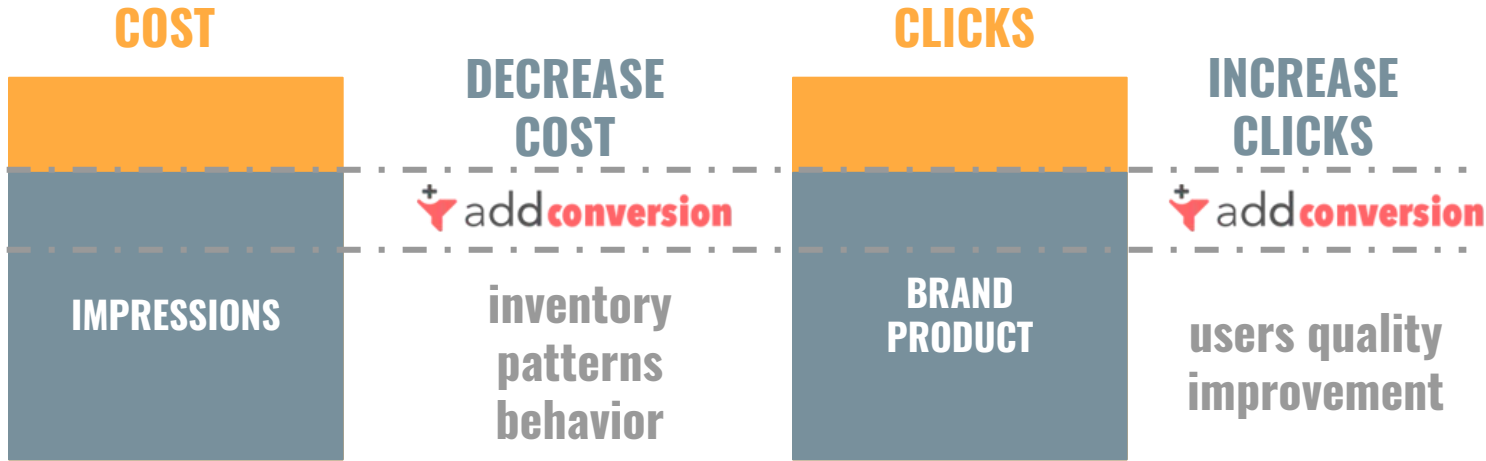 COST
DECREASE
COST
addconversion
IMPRESSIONS
inventory
patterns
behavior
CLICKS
INCREASE
CLICKS
addconversion
BRAND
PRODUCT
users quality
improvement